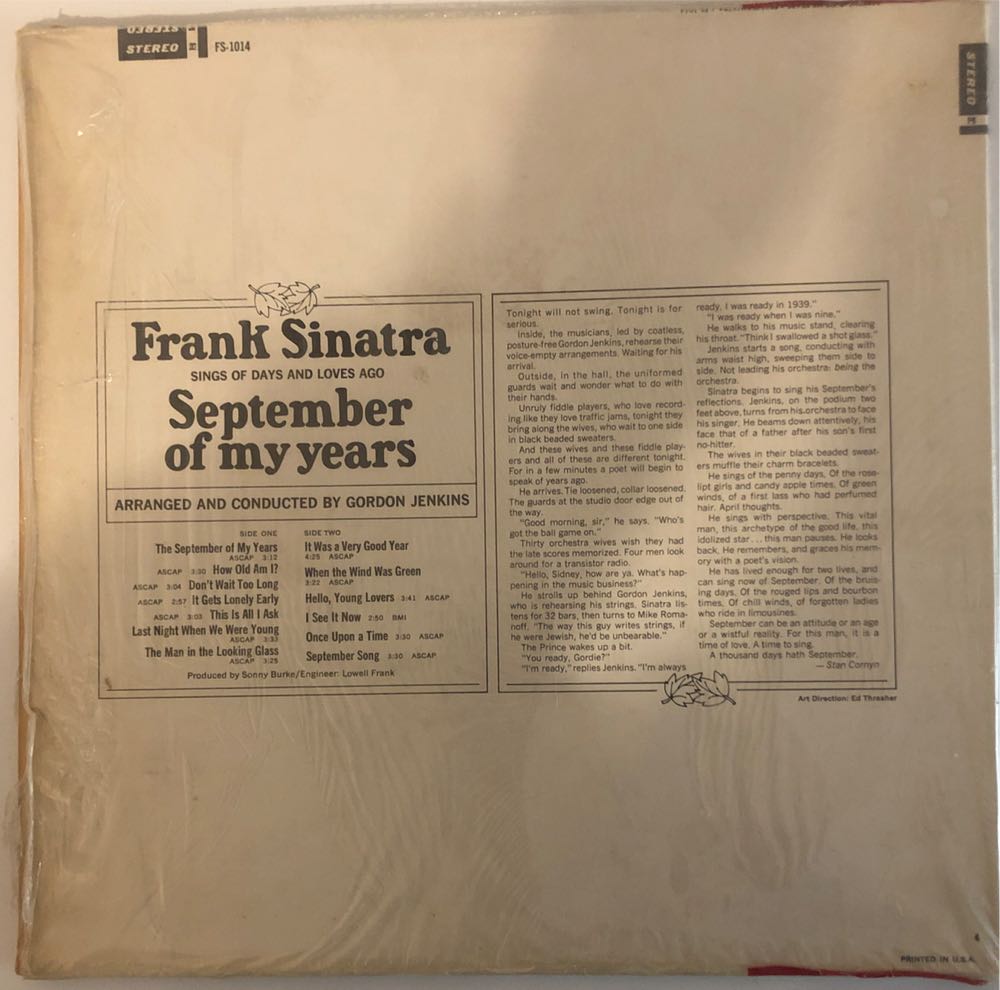 STEREO
STEREO
FS-1014
STEREO
Frank Sinatra
SINGS OF DAYS AND LOVES AGO
September
of my years
ARRANGED AND CONDUCTED BY GORDON JENKINS
SIDE ONE
The September of My Years
ASCAP 3:12
ASCAP 3:30 How Old Am I?
ASCAP 3:04 Don't Wait Too Long
ASCAP 2:57 It Gets Lonely Early
ASCAP 3:03 This Is All I Ask
Last Night When We Were Young
ASCAP 3:33
The Man in the Looking Glass
ASCAP 3:25
SIDE TWO
It Was a Very Good Year
4:25 ASCAP
When the Wind Was Green
3:22 ASCAP
Hello, Young Lovers 3:41 ASCAP
I See It Now 2:50 BMI
Once Upon a Time 3:30 ASCAP
September Song 3:30 ASCAP
Produced by Sonny Burke/Engineer: Lowell Frank
Tonight will not swing. Tonight is for
serious.
Inside, the musicians, led by coatless,
posture-free Gordon Jenkins, rehearse their
voice-empty arrangements. Waiting for his
arrival.
Outside, in the hall, the uniformed
guards wait and wonder what to do with
their hands.
Unruly fiddle players, who love record-
ing like they love traffic jams, tonight they
bring along the wives, who wait to one side
in black beaded sweaters.
And these wives and these fiddle play-
ers and all of these are different tonight.
For in a few minutes a poet will begin to
speak of years ago.
He arrives. Tie loosened, collar loosened.
The guards at the studio door edge out of
the way.
"Good morning, sir," he says. "Who's
got the ball game on."
Thirty orchestra wives wish they had
the late scores memorized. Four men look
around for a transistor radio.
"Hello, Sidney, how are ya. What's hap-
pening in the music business?"
He strolls up behind Gordon Jenkins,
who is rehearsing his strings. Sinatra lis-
tens for 32 bars, then turns to Mike Roma-
noff. "The way this guy writes strings, if
he were Jewish, he'd be unbearable."
The Prince wakes up a bit.
"You ready, Gordie?"
"I'm ready," replies Jenkins. "I'm always
ready. I was ready in 1939."
"I was ready when I was nine."
He walks to his music stand, clearing
his throat. "Think I swallowed a shot glass."
Jenkins starts a song, conducting with
arms waist high, sweeping them side to
side. Not leading his orchestra: being the
orchestra.
Sinatra begins to sing his September's
reflections. Jenkins, on the podium two
feet above, turns from his orchestra to face
his singer. He beams down attentively, his
face that of a father after his son's first
no-hitter.
The wives in their black beaded sweat-
ers muffle their charm bracelets.
He sings of the penny days. Of the rose-
lipt girls and candy apple times. Of green
winds, of a first lass who had perfumed
hair. April thoughts.
He sings with perspective. This vital
man, this archetype of the good life, this
idolized star . . . this man pauses. He looks
back. He remembers, and graces his mem-
ory with a poet's vision.
He has lived enough for two lives, and
can sing now of September. Of the bruis-
ing days. Of the rouged lips and bourbon
times. Of chill winds, of forgotten ladies
who ride in limousines.
September can be an attitude or an age
or a wistful reality. For this man, it is a
time of love. A time to sing.
A thousand days hath September.
— Stan Cornyn
Art Direction: Ed Thrasher
PRINTED IN U.S.A.